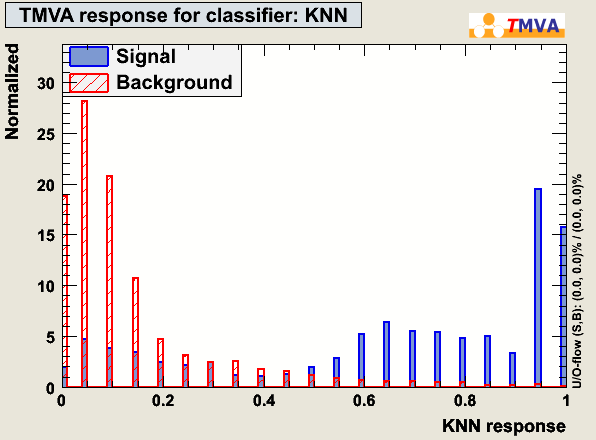 TMVA response for classifier: KNN
TMVA
Normalized
Signal
Background
30
25
20
15
10
5
0
0
0.2
0.4
0.6
0.8
1
KNN response
U/O-flow (S,B): (0.0, 0.0)% / (0.0, 0.0)%